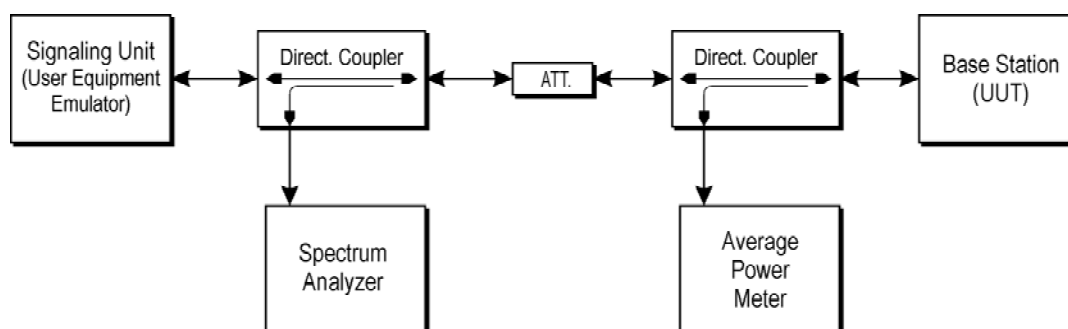 Signaling Unit
(User Equipment
Emulator)
Direct. Coupler
ATT.
Direct. Coupler
Base Station
(UUT)
Spectrum
Analyzer
Average
Power
Meter